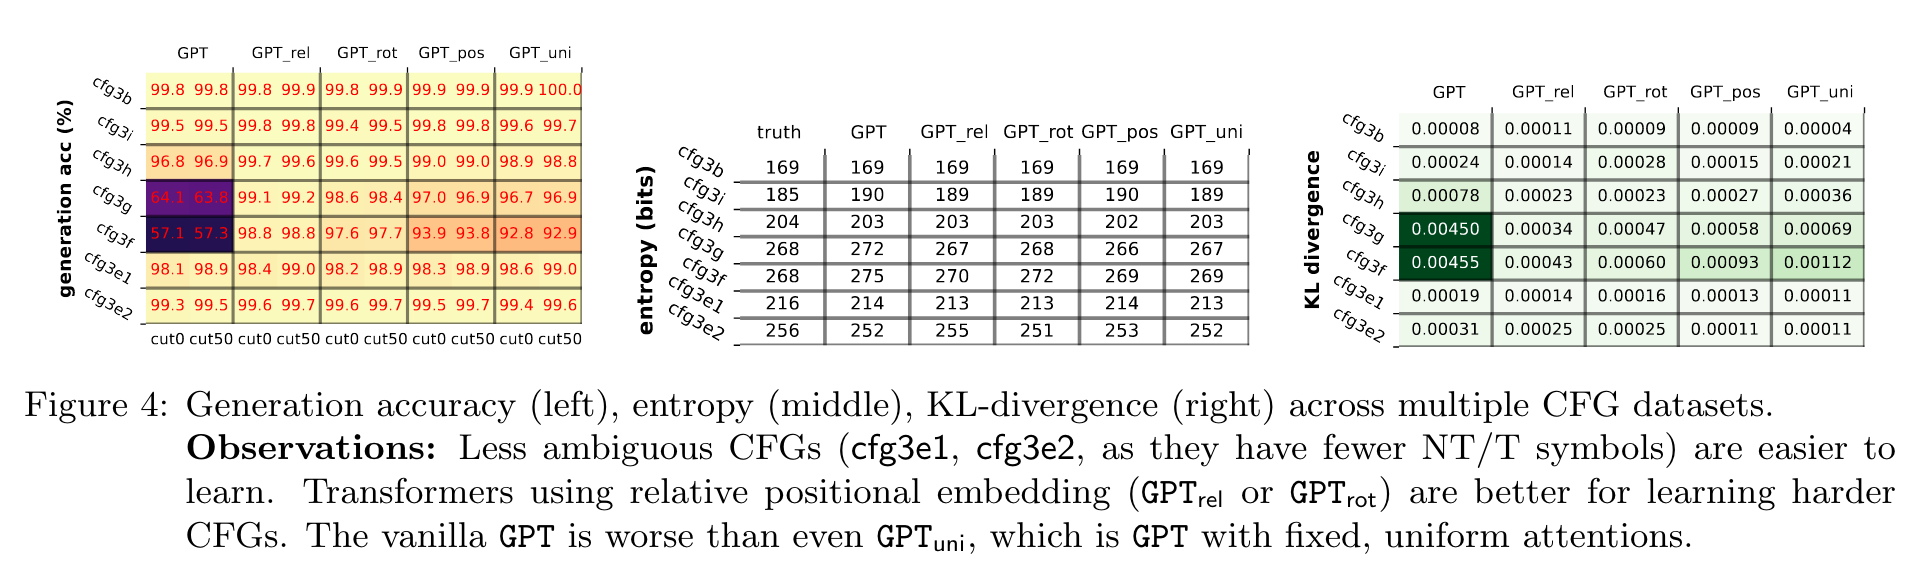 GPT GPT_rel GPT_rot GPT_pos GPT_uni
generation acc (%)
cfg3b 99.8 99.8 99.8 99.9 99.8 99.9 99.9 99.9 99.9 100.0
cfg3i 99.5 99.5 99.8 99.8 99.4 99.5 99.8 99.8 99.6 99.7
cfg3h 96.8 96.9 99.7 99.6 99.6 99.5 99.0 99.0 98.9 98.8
cfg3g 64.1 63.8 99.1 99.2 98.6 98.4 97.0 96.9 96.7 96.9
cfg3f 57.1 57.3 98.8 98.8 97.6 97.7 93.9 93.8 92.8 92.9
cfg3e1 98.1 98.9 98.4 99.0 98.2 98.9 98.3 98.9 98.6 99.0
cfg3e2 99.3 99.5 99.6 99.7 99.6 99.7 99.5 99.7 99.4 99.6
cut0 cut50 cut0 cut50 cut0 cut50 cut0 cut50 cut0 cut50
truth GPT GPT_rel GPT_rot GPT_pos GPT_uni
entropy (bits)
cfg3b 169 169 169 169 169 169
cfg3i 185 190 189 189 190 189
cfg3h 204 203 203 203 202 203
cfg3g 268 272 267 268 266 267
cfg3f 268 275 270 272 269 269
cfg3e1 216 214 213 213 214 213
cfg3e2 256 252 255 251 253 252
GPT GPT_rel GPT_rot GPT_pos GPT_uni
KL divergence
cfg3b 0.00008 0.00011 0.00009 0.00009 0.00004
cfg3i 0.00024 0.00014 0.00028 0.00015 0.00021
cfg3h 0.00078 0.00023 0.00023 0.00027 0.00036
cfg3g 0.00450 0.00034 0.00047 0.00058 0.00069
cfg3f 0.00455 0.00043 0.00060 0.00093 0.00112
cfg3e1 0.00019 0.00014 0.00016 0.00013 0.00011
cfg3e2 0.00031 0.00025 0.00025 0.00011 0.00011
Figure 4: Generation accuracy (left), entropy (middle), KL-divergence (right) across multiple CFG datasets.
Observations: Less ambiguous CFGs (cfg3e1, cfg3e2, as they have fewer NT/T symbols) are easier to
learn. Transformers using relative positional embedding (GPTrel or GPTrot) are better for learning harder
CFGs. The vanilla GPT is worse than even GPTuni, which is GPT with fixed, uniform attentions.